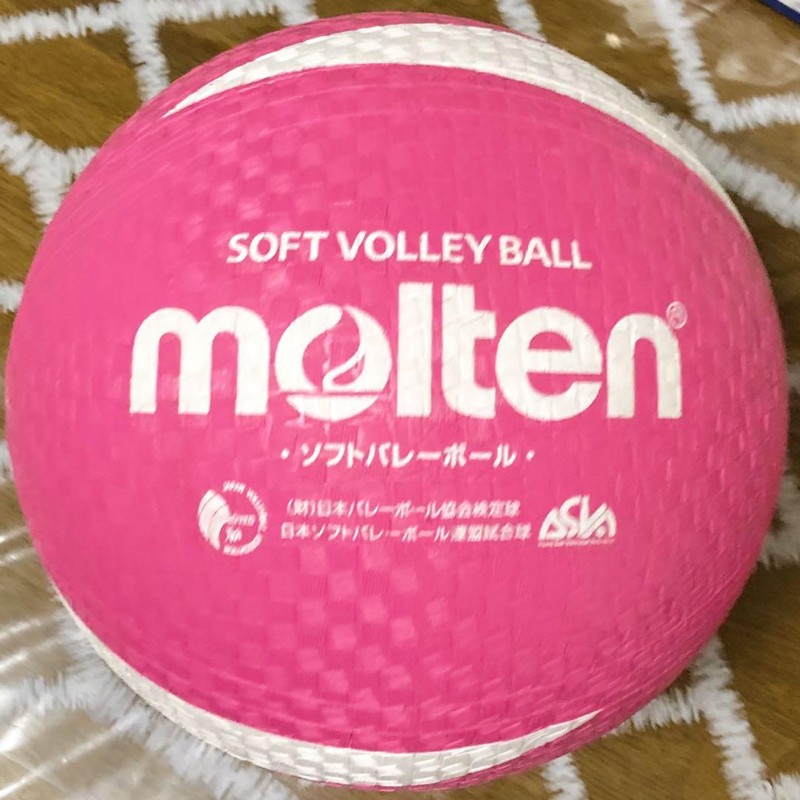 SOFT VOLLEY BALL
molten®
・ソフトバレーボール・
(財)日本バレーボール協会検定球
日本ソフトバレーボール連盟試合球
JSVA